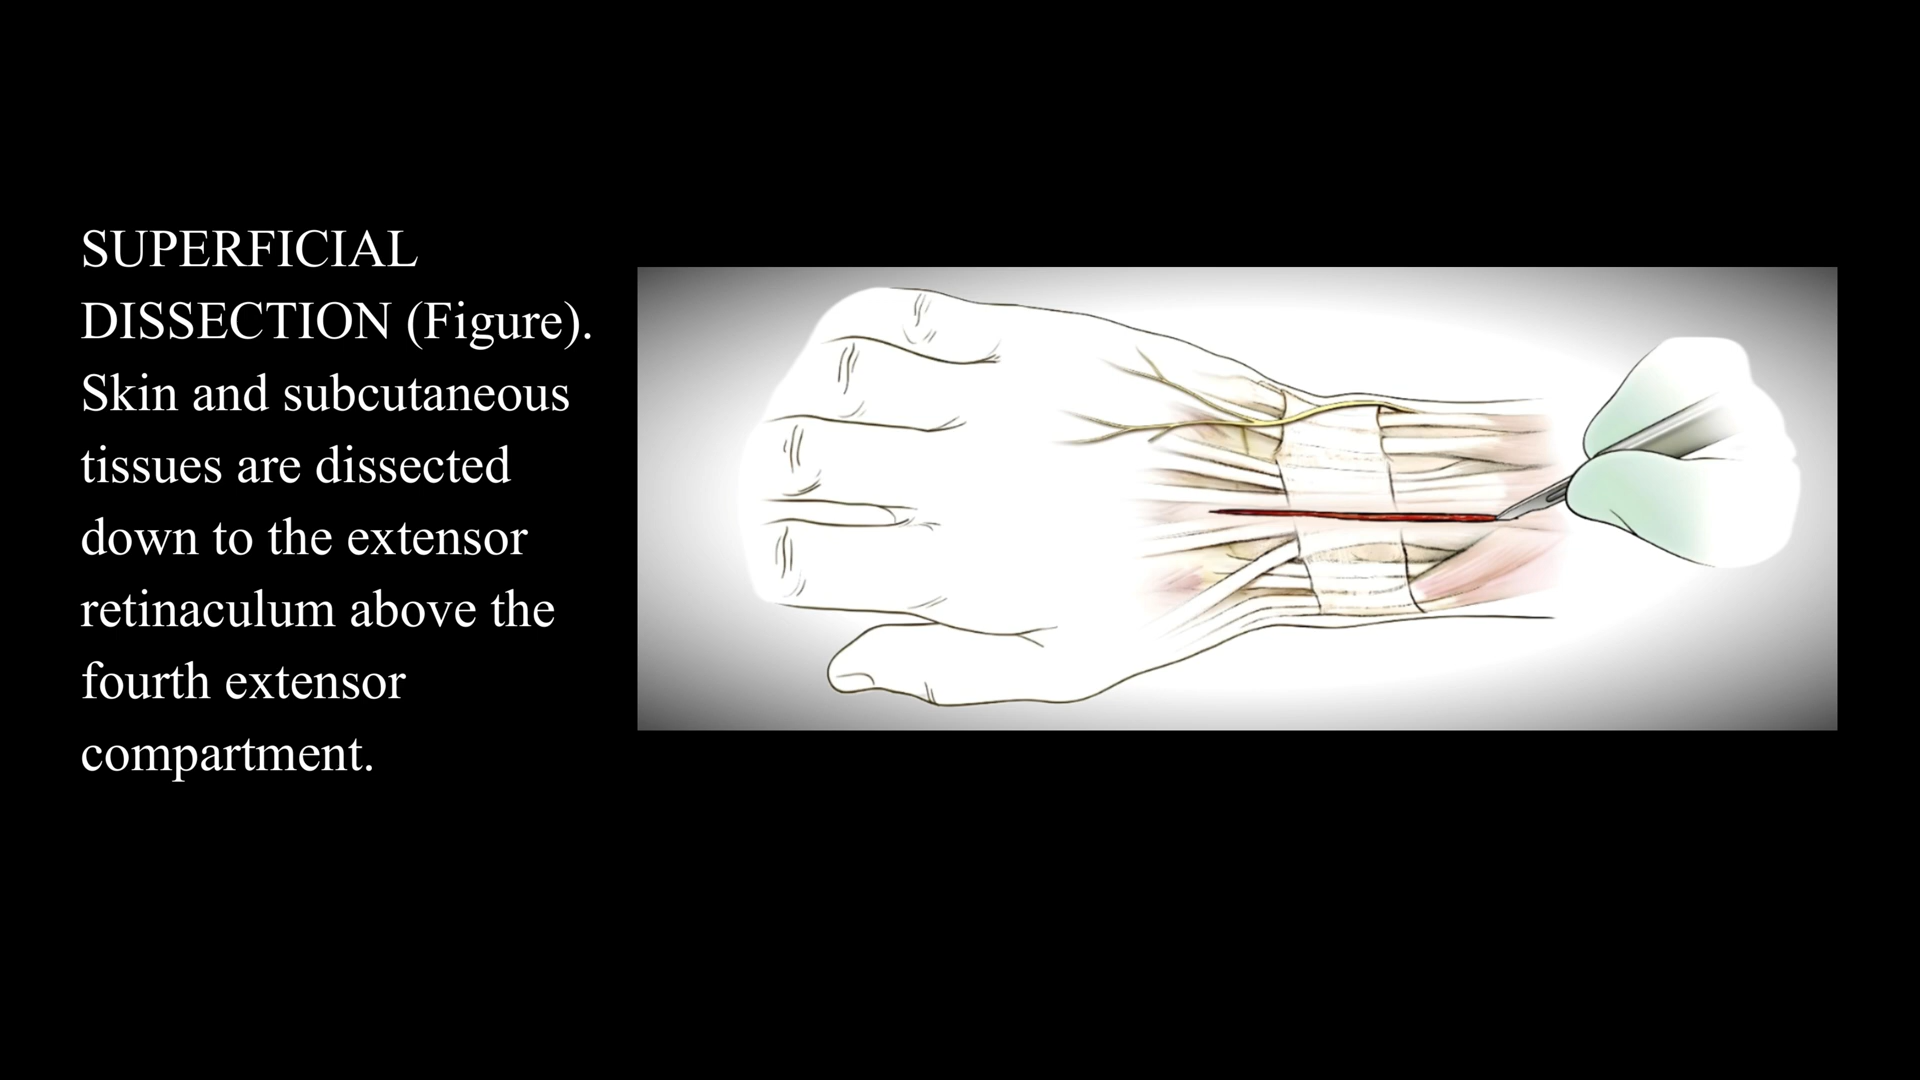 SUPERFICIAL
DISSECTION (Figure).
Skin and subcutaneous
tissues are dissected
down to the extensor
retinaculum above the
fourth extensor
compartment.